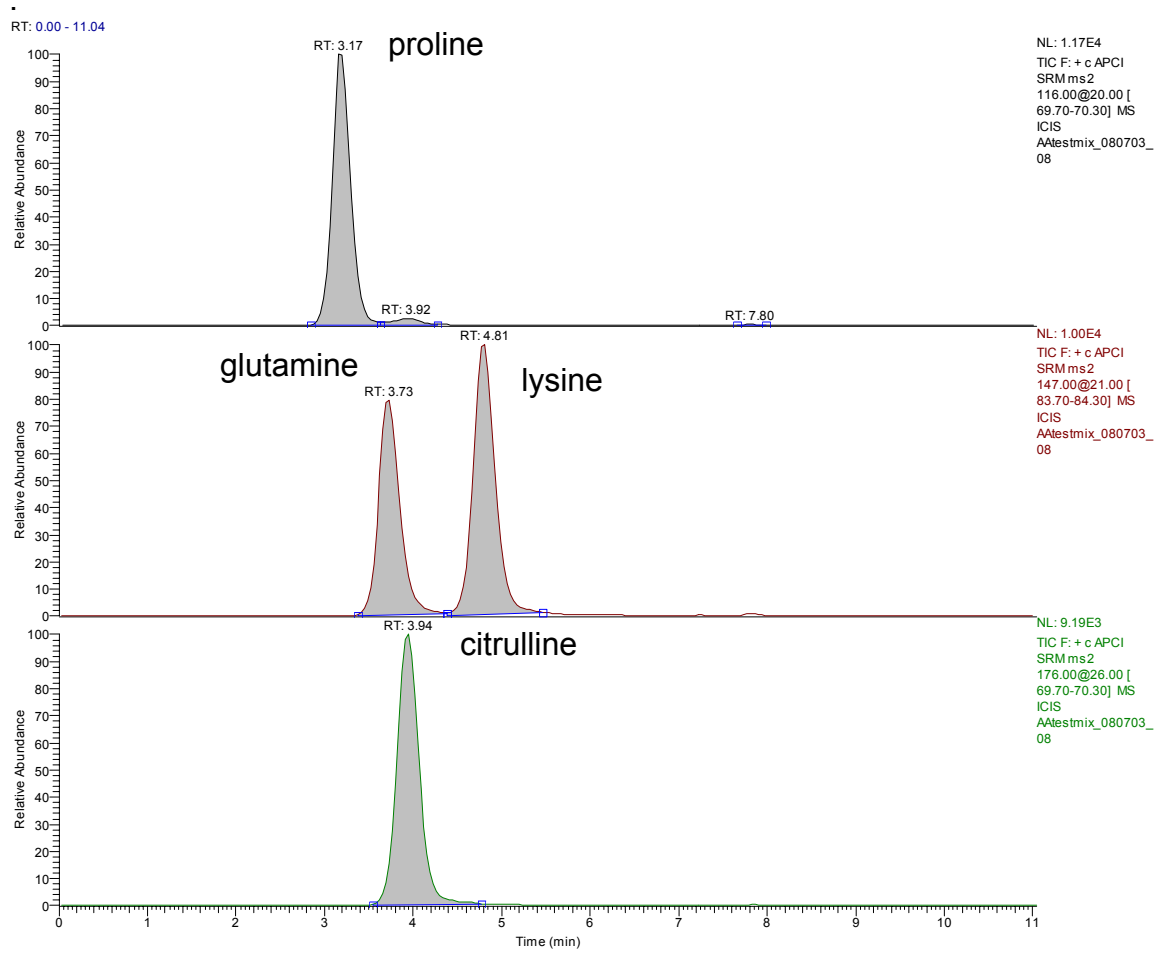 .
RT: 0.00 - 11.04
RT: 3.17
proline
NL: 1.17E4
TIC F: + c APCI
SRM ms2
116.00@20.00 [
69.70-70.30] MS
ICIS
AAtestmix_080703_
08
100
90
80
70
60
50
40
30
20
10
0
Relative Abundance
RT: 3.92
RT: 7.80
RT: 4.81
glutamine
lysine
RT: 3.73
NL: 1.00E4
TIC F: + c APCI
SRM ms2
147.00@21.00 [
83.70-84.30] MS
ICIS
AAtestmix_080703_
08
100
90
80
70
60
50
40
30
20
10
0
Relative Abundance
RT: 3.94
citrulline
NL: 9.19E3
TIC F: + c APCI
SRM ms2
176.00@26.00 [
69.70-70.30] MS
ICIS
AAtestmix_080703_
08
100
90
80
70
60
50
40
30
20
10
0
Relative Abundance
0 1 2 3 4 5 6 7 8 9 10 11
Time (min)